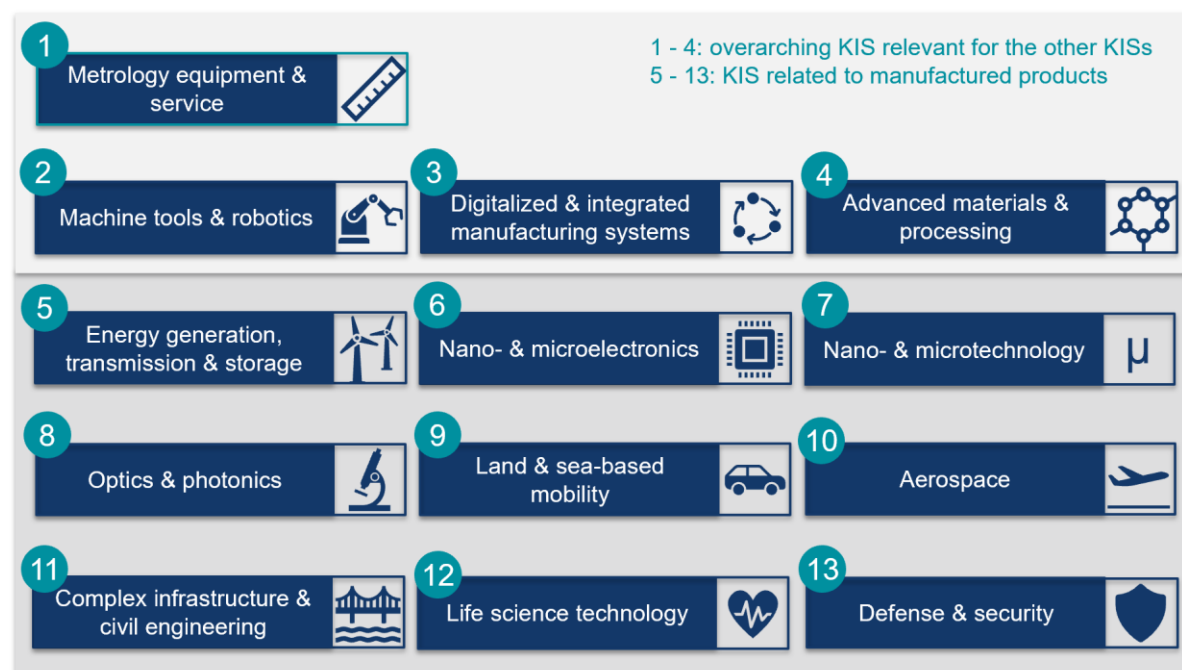 1
Metrology equipment &
service
1 - 4: overarching KIS relevant for the other KISs
5 - 13: KIS related to manufactured products
2
Machine tools & robotics
3
Digitalized & integrated
manufacturing systems
4
Advanced materials &
processing
5
Energy generation,
transmission & storage
6
Nano- & microelectronics
7
Nano- & microtechnology
µ
8
Optics & photonics
9
Land & sea-based
mobility
10
Aerospace
11
Complex infrastructure &
civil engineering
12
Life science technology
13
Defense & security